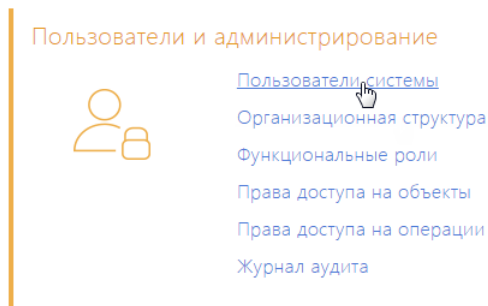 Пользователи и администрирование
Пользователи системы
Организационная структура
Функциональные роли
Права доступа на объекты
Права доступа на операции
Журнал аудита